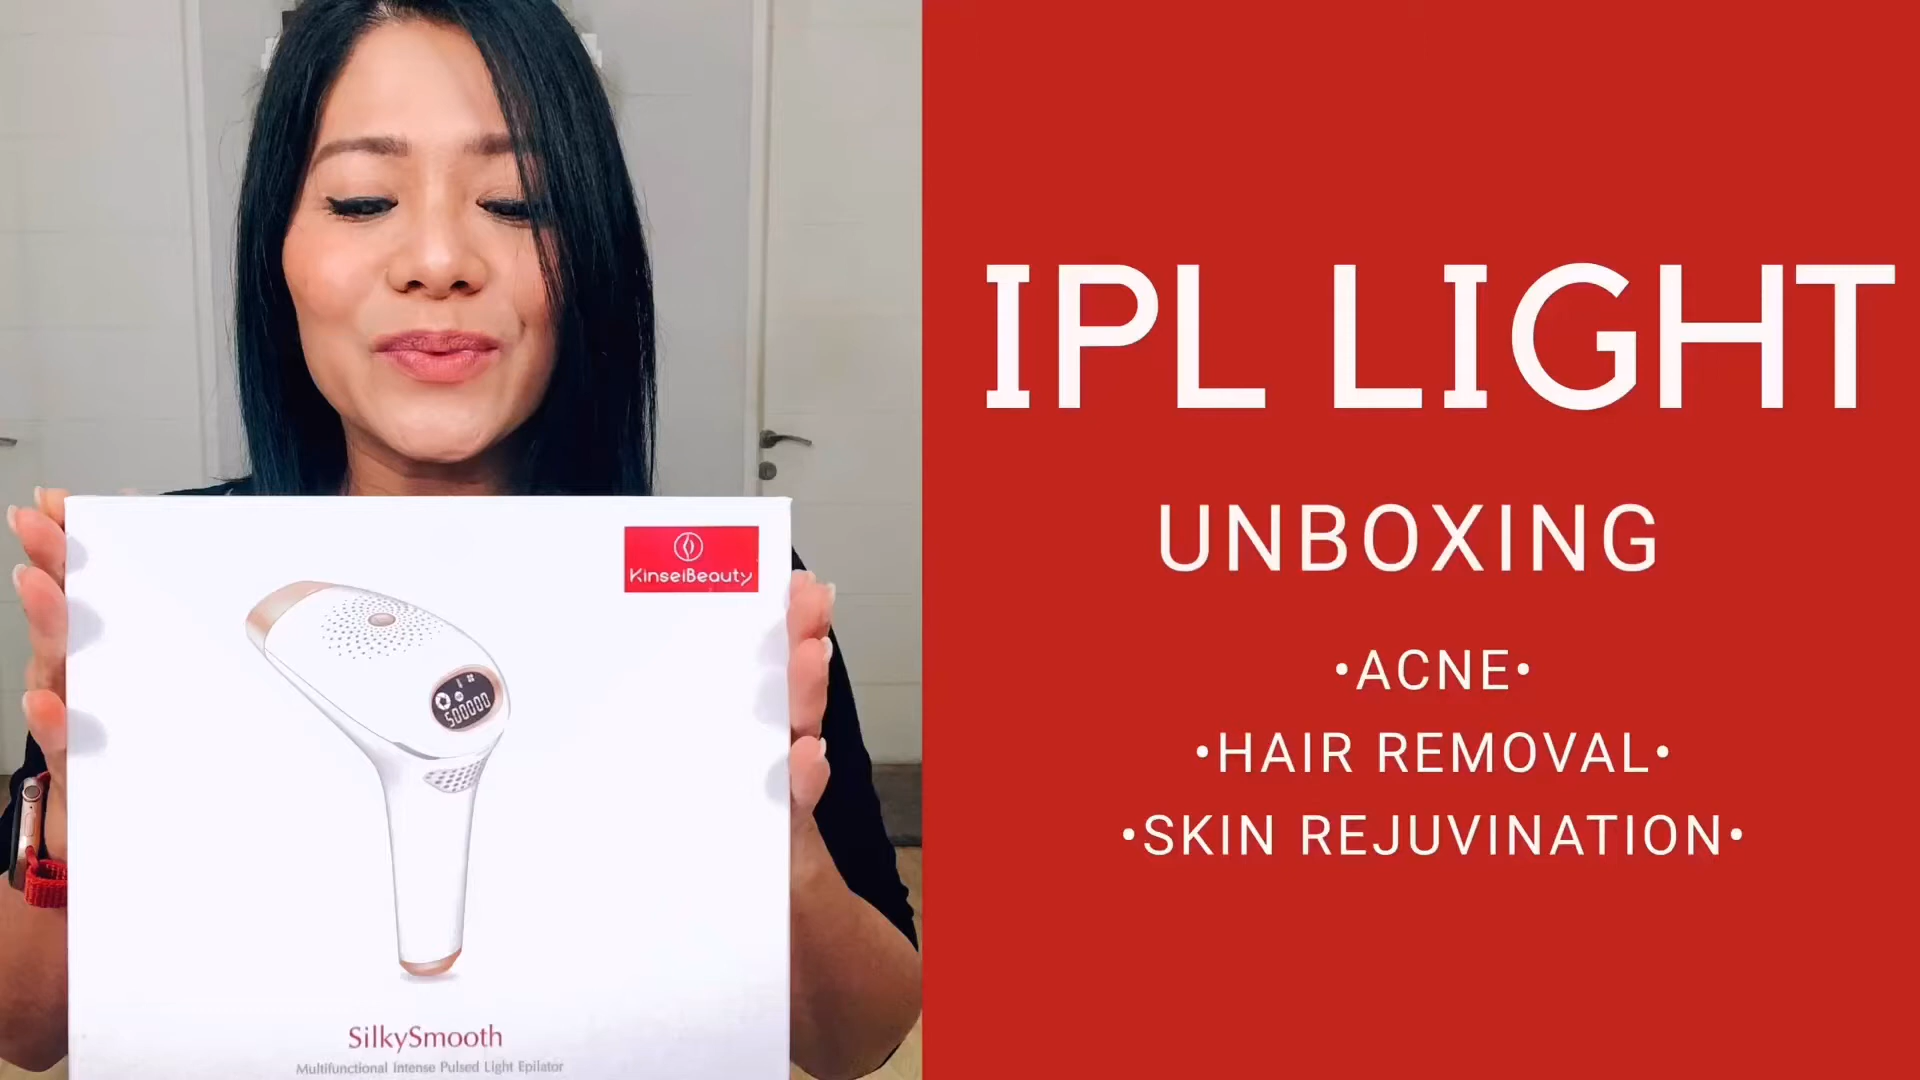 KinseiBeauty
500000
SilkySmooth
Multifunctional Intense Pulsed Light Epilator
IPL LIGHT
UNBOXING
•ACNE•
•HAIR REMOVAL•
•SKIN REJUVINATION•